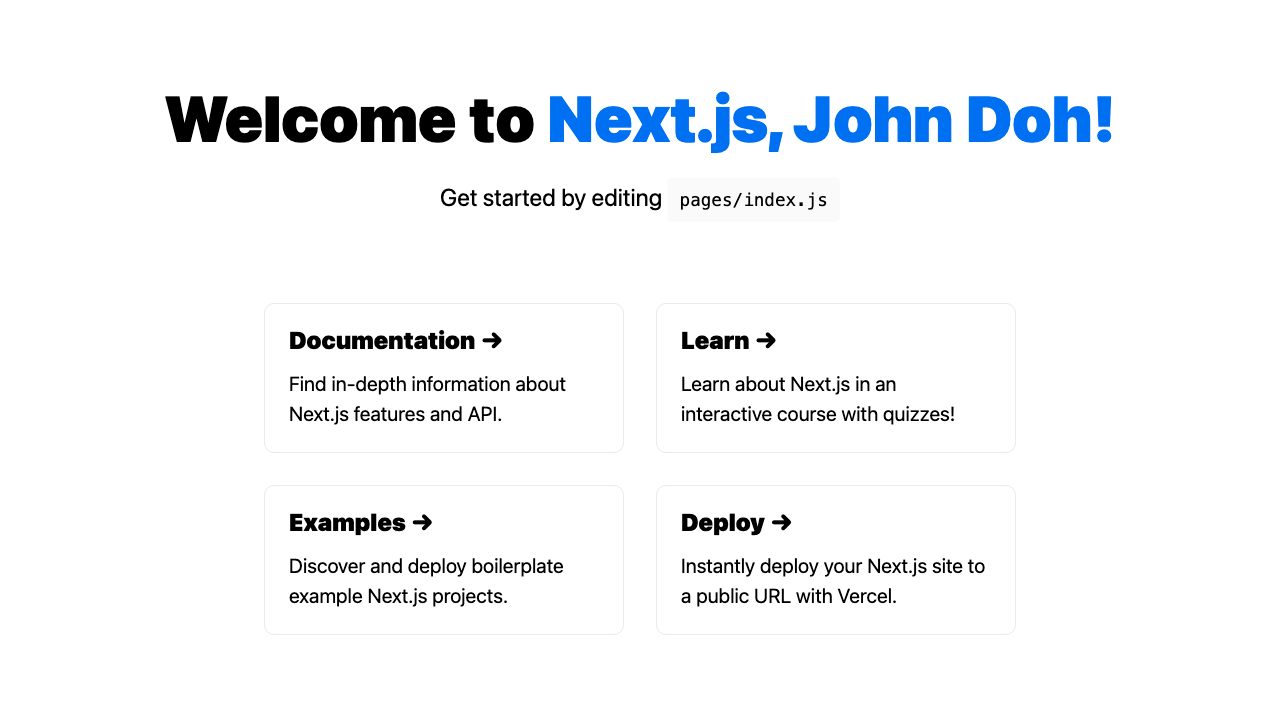 Welcome to Next.js, John Doh!
Get started by editing pages/index.js
Documentation →
Find in-depth information about
Next.js features and API.
Learn →
Learn about Next.js in an
interactive course with quizzes!
Examples →
Discover and deploy boilerplate
example Next.js projects.
Deploy →
Instantly deploy your Next.js site to
a public URL with Vercel.